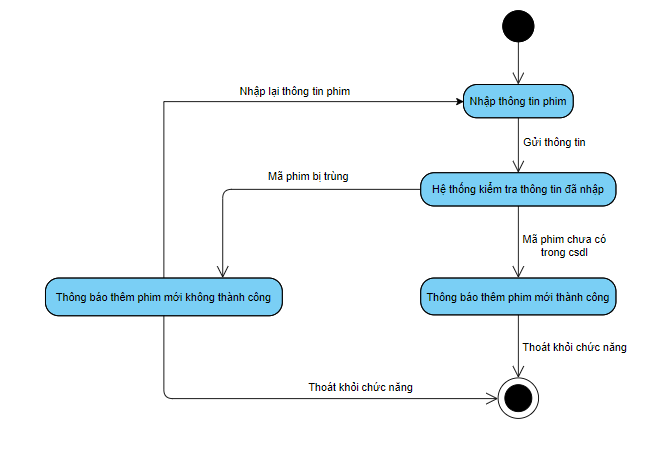 Nhập lại thông tin phim
Nhập thông tin phim
Gửi thông tin
Mã phim bị trùng
Hệ thống kiểm tra thông tin đã nhập
Mã phim chưa có
trong csdl
Thông báo thêm phim mới không thành công
Thông báo thêm phim mới thành công
Thoát khỏi chức năng
Thoát khỏi chức năng